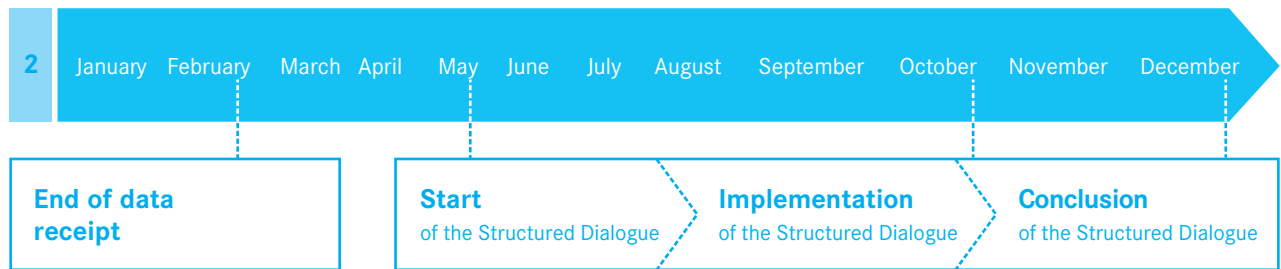 2 January February March April May June July August September October November December
End of data
receipt
Start
of the Structured Dialogue
Implementation
of the Structured Dialogue
Conclusion
of the Structured Dialogue